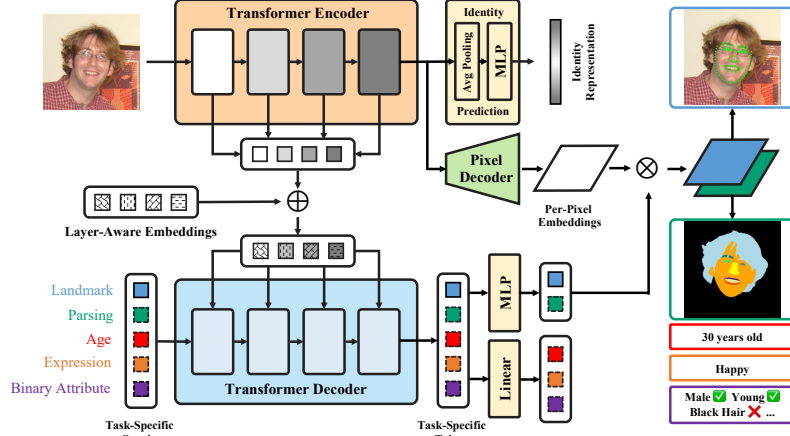 Transformer Encoder
Identity
Avg Pooling
MLP
Prediction
Identity
Representation
Pixel
Decoder
Per-Pixel
Embeddings
Layer-Aware Embeddings
Landmark
Parsing
Age
Expression
Binary Attribute
Transformer Decoder
MLP
Linear
30 years old
Happy
Male ✅ Young ✅
Black Hair ❌ ...
Task-Specific
Task-Specific